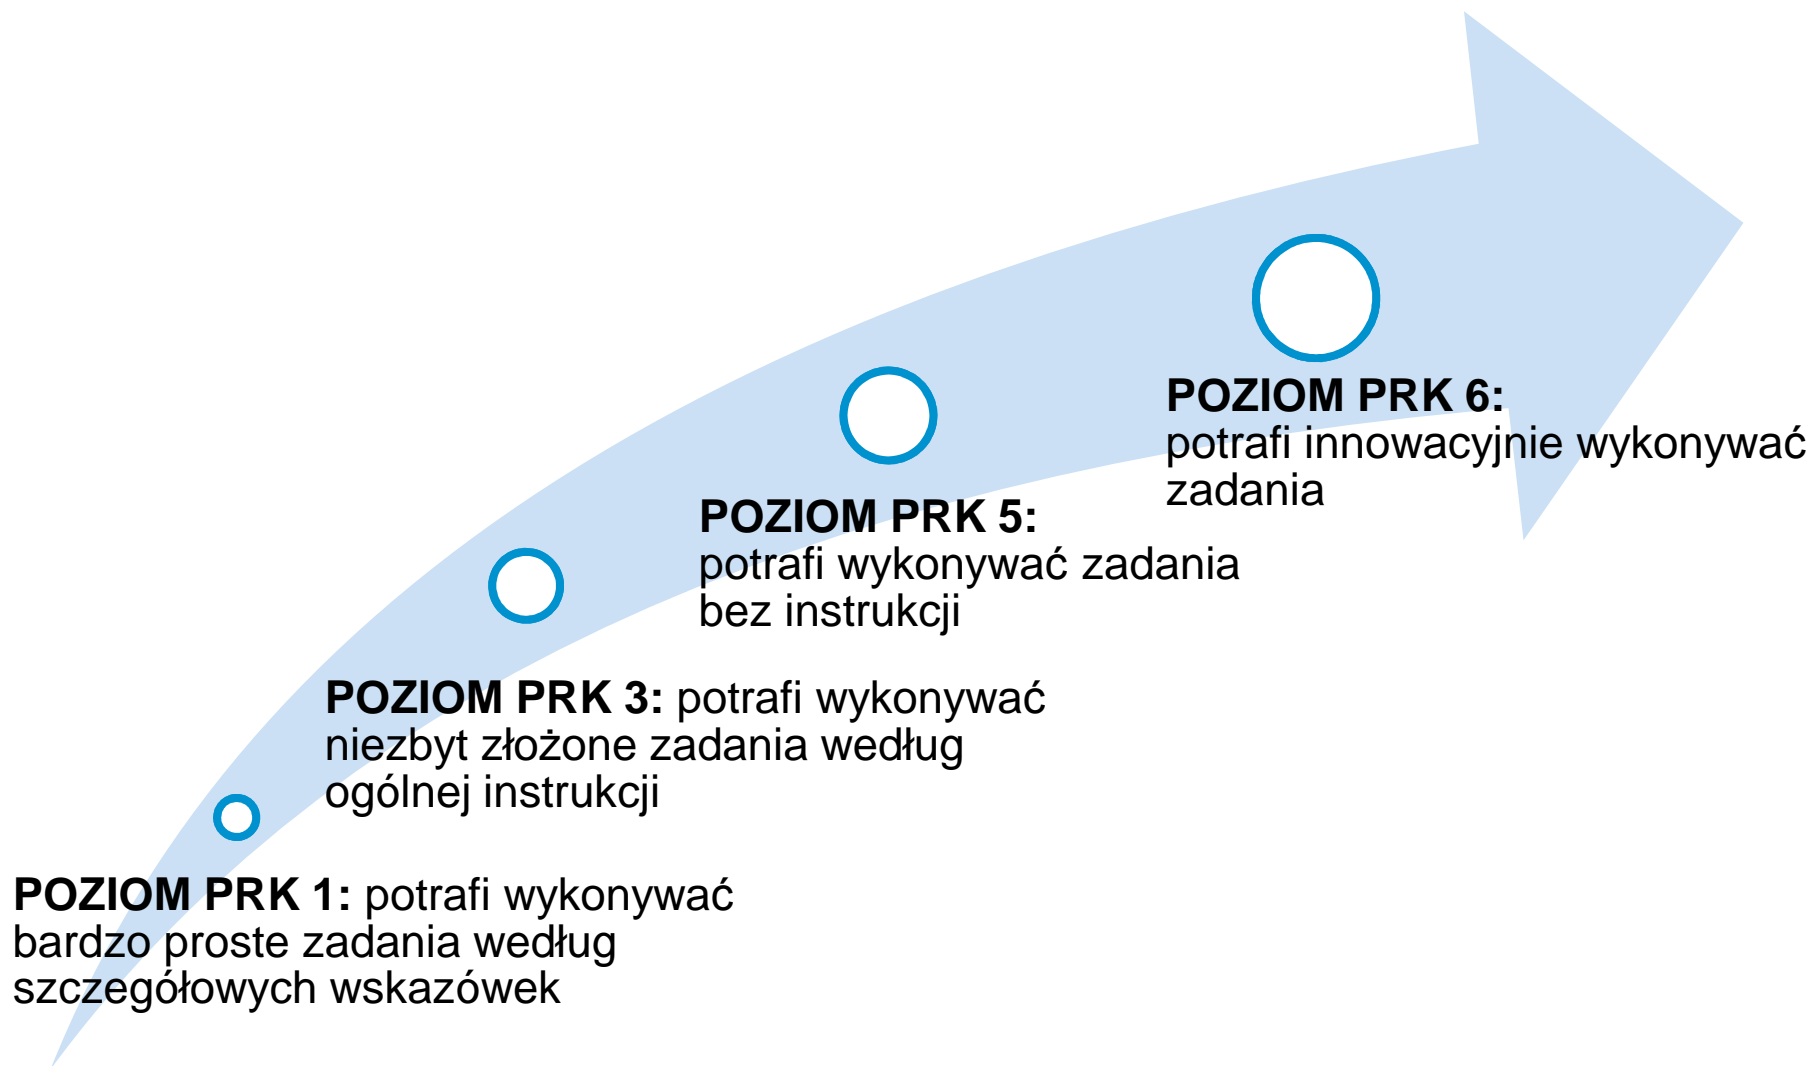 POZIOM PRK 6:
potrafi innowacyjnie wykonywać
zadania
POZIOM PRK 5:
potrafi wykonywać zadania
bez instrukcji
POZIOM PRK 3: potrafi wykonywać
niezbyt złożone zadania według
ogólnej instrukcji
POZIOM PRK 1: potrafi wykonywać
bardzo proste zadania według
szczegółowych wskazówek